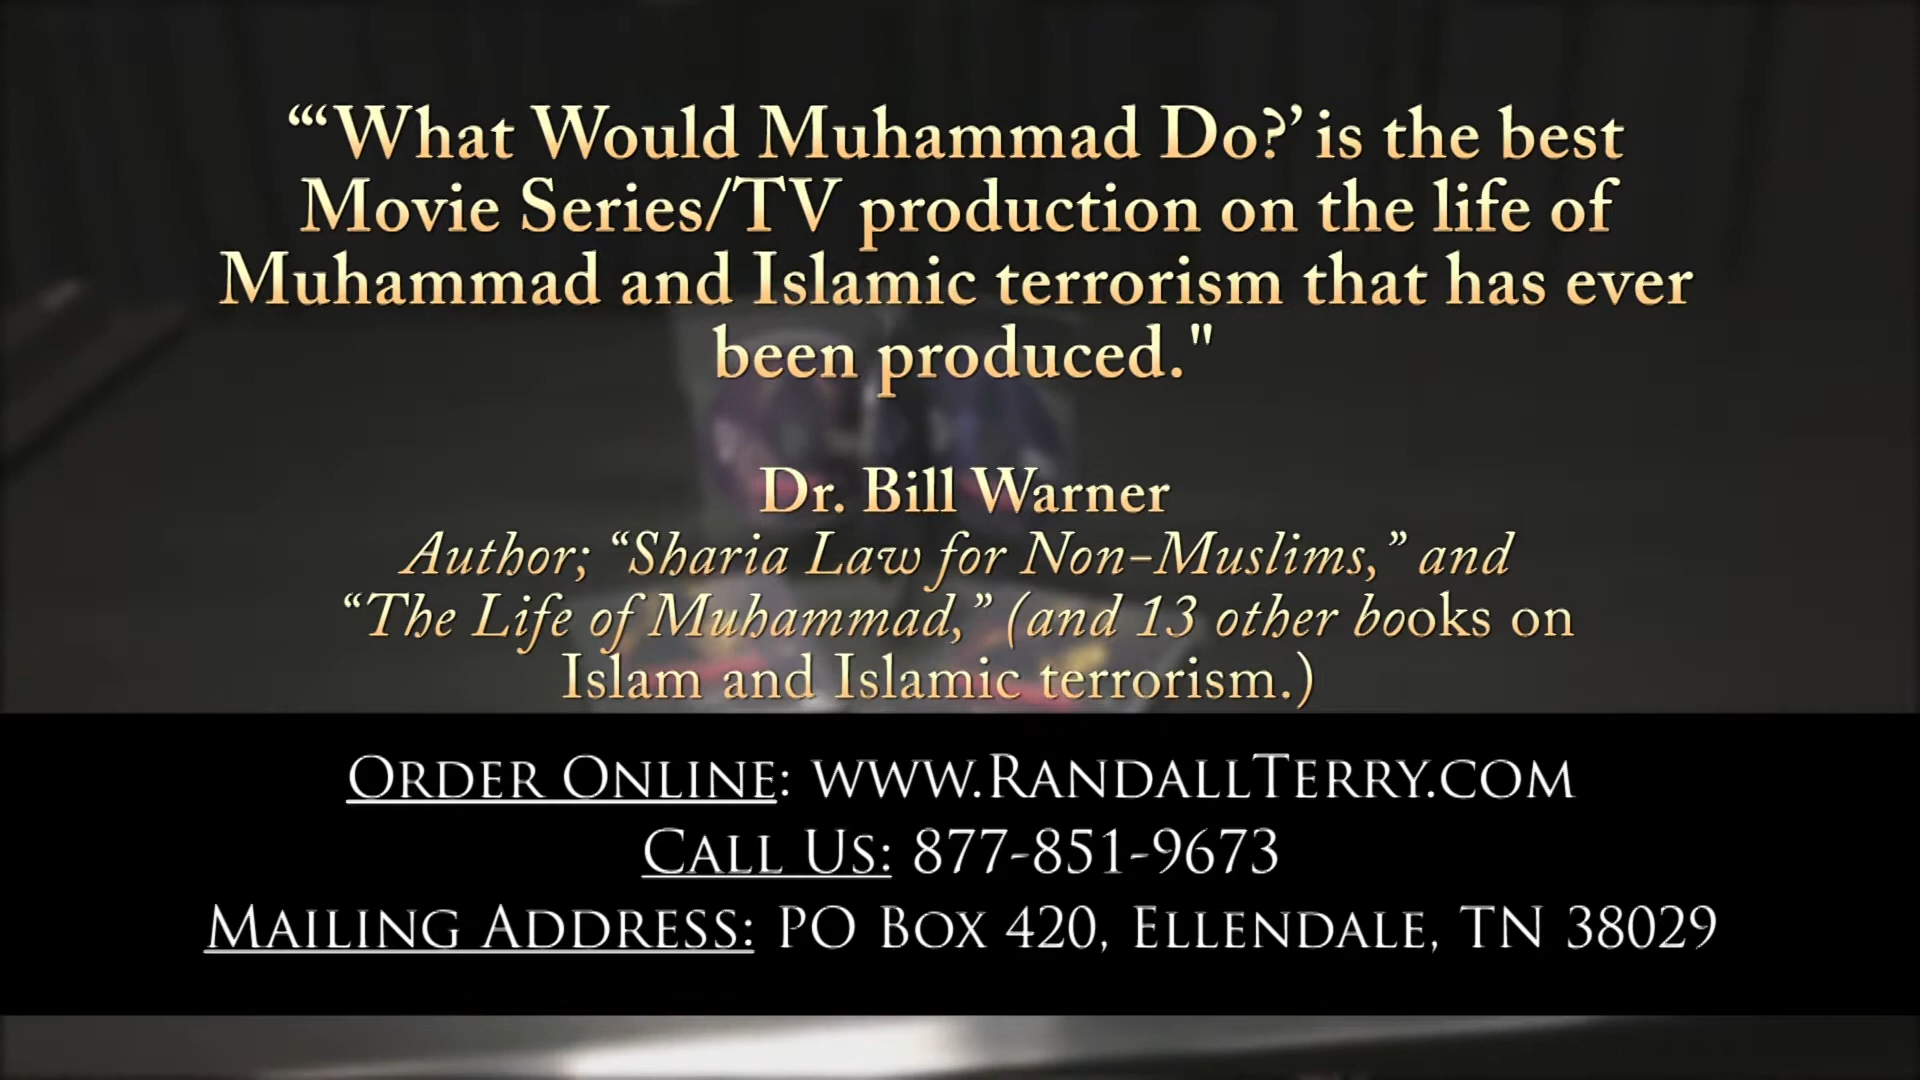 “‘What Would Muhammad Do?’ is the best
Movie Series/TV production on the life of
Muhammad and Islamic terrorism that has ever
been produced."
Dr. Bill Warner
Author; “Sharia Law for Non-Muslims,” and
“The Life of Muhammad,” (and 13 other books on
Islam and Islamic terrorism.)
Order Online: www.RandallTerry.com
Call Us: 877-851-9673
Mailing Address: PO Box 420, Ellendale, TN 38029